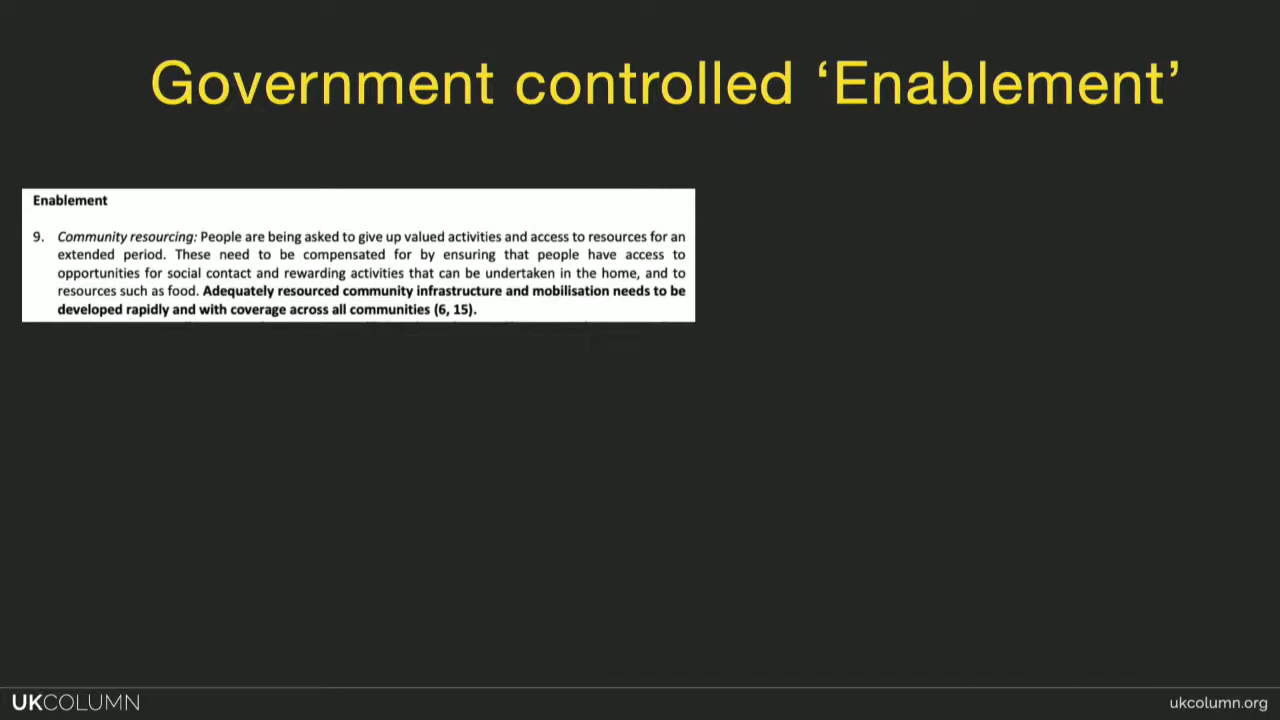 Government controlled ‘Enablement’
Enablement
9. Community resourcing: People are being asked to give up valued activities and access to resources for an
extended period. These need to be compensated for by ensuring that people have access to
opportunities for social contact and rewarding activities that can be undertaken in the home, and to
resources such as food. Adequately resourced community infrastructure and mobilisation needs to be
developed rapidly and with coverage across all communities (6, 15).
UKCOLUMN
ukcolumn.org